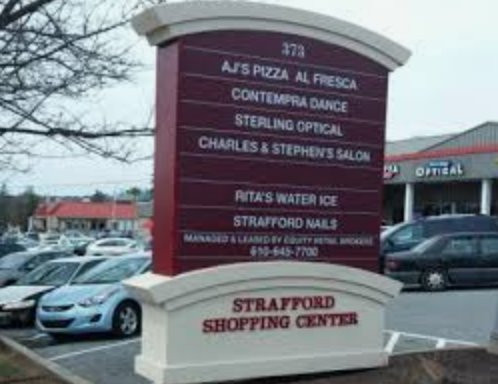 373
AJ'S PIZZA AL FRESCA
CONTEMPRA DANCE
STERLING OPTICAL
CHARLES & STEPHEN'S SALON
RITA'S WATER ICE
STRAFFORD NAILS
MANAGED & LEASED BY EQUITY RETAIL BROKERS
610-645-7700
STRAFFORD
SHOPPING CENTER
OPTICAL